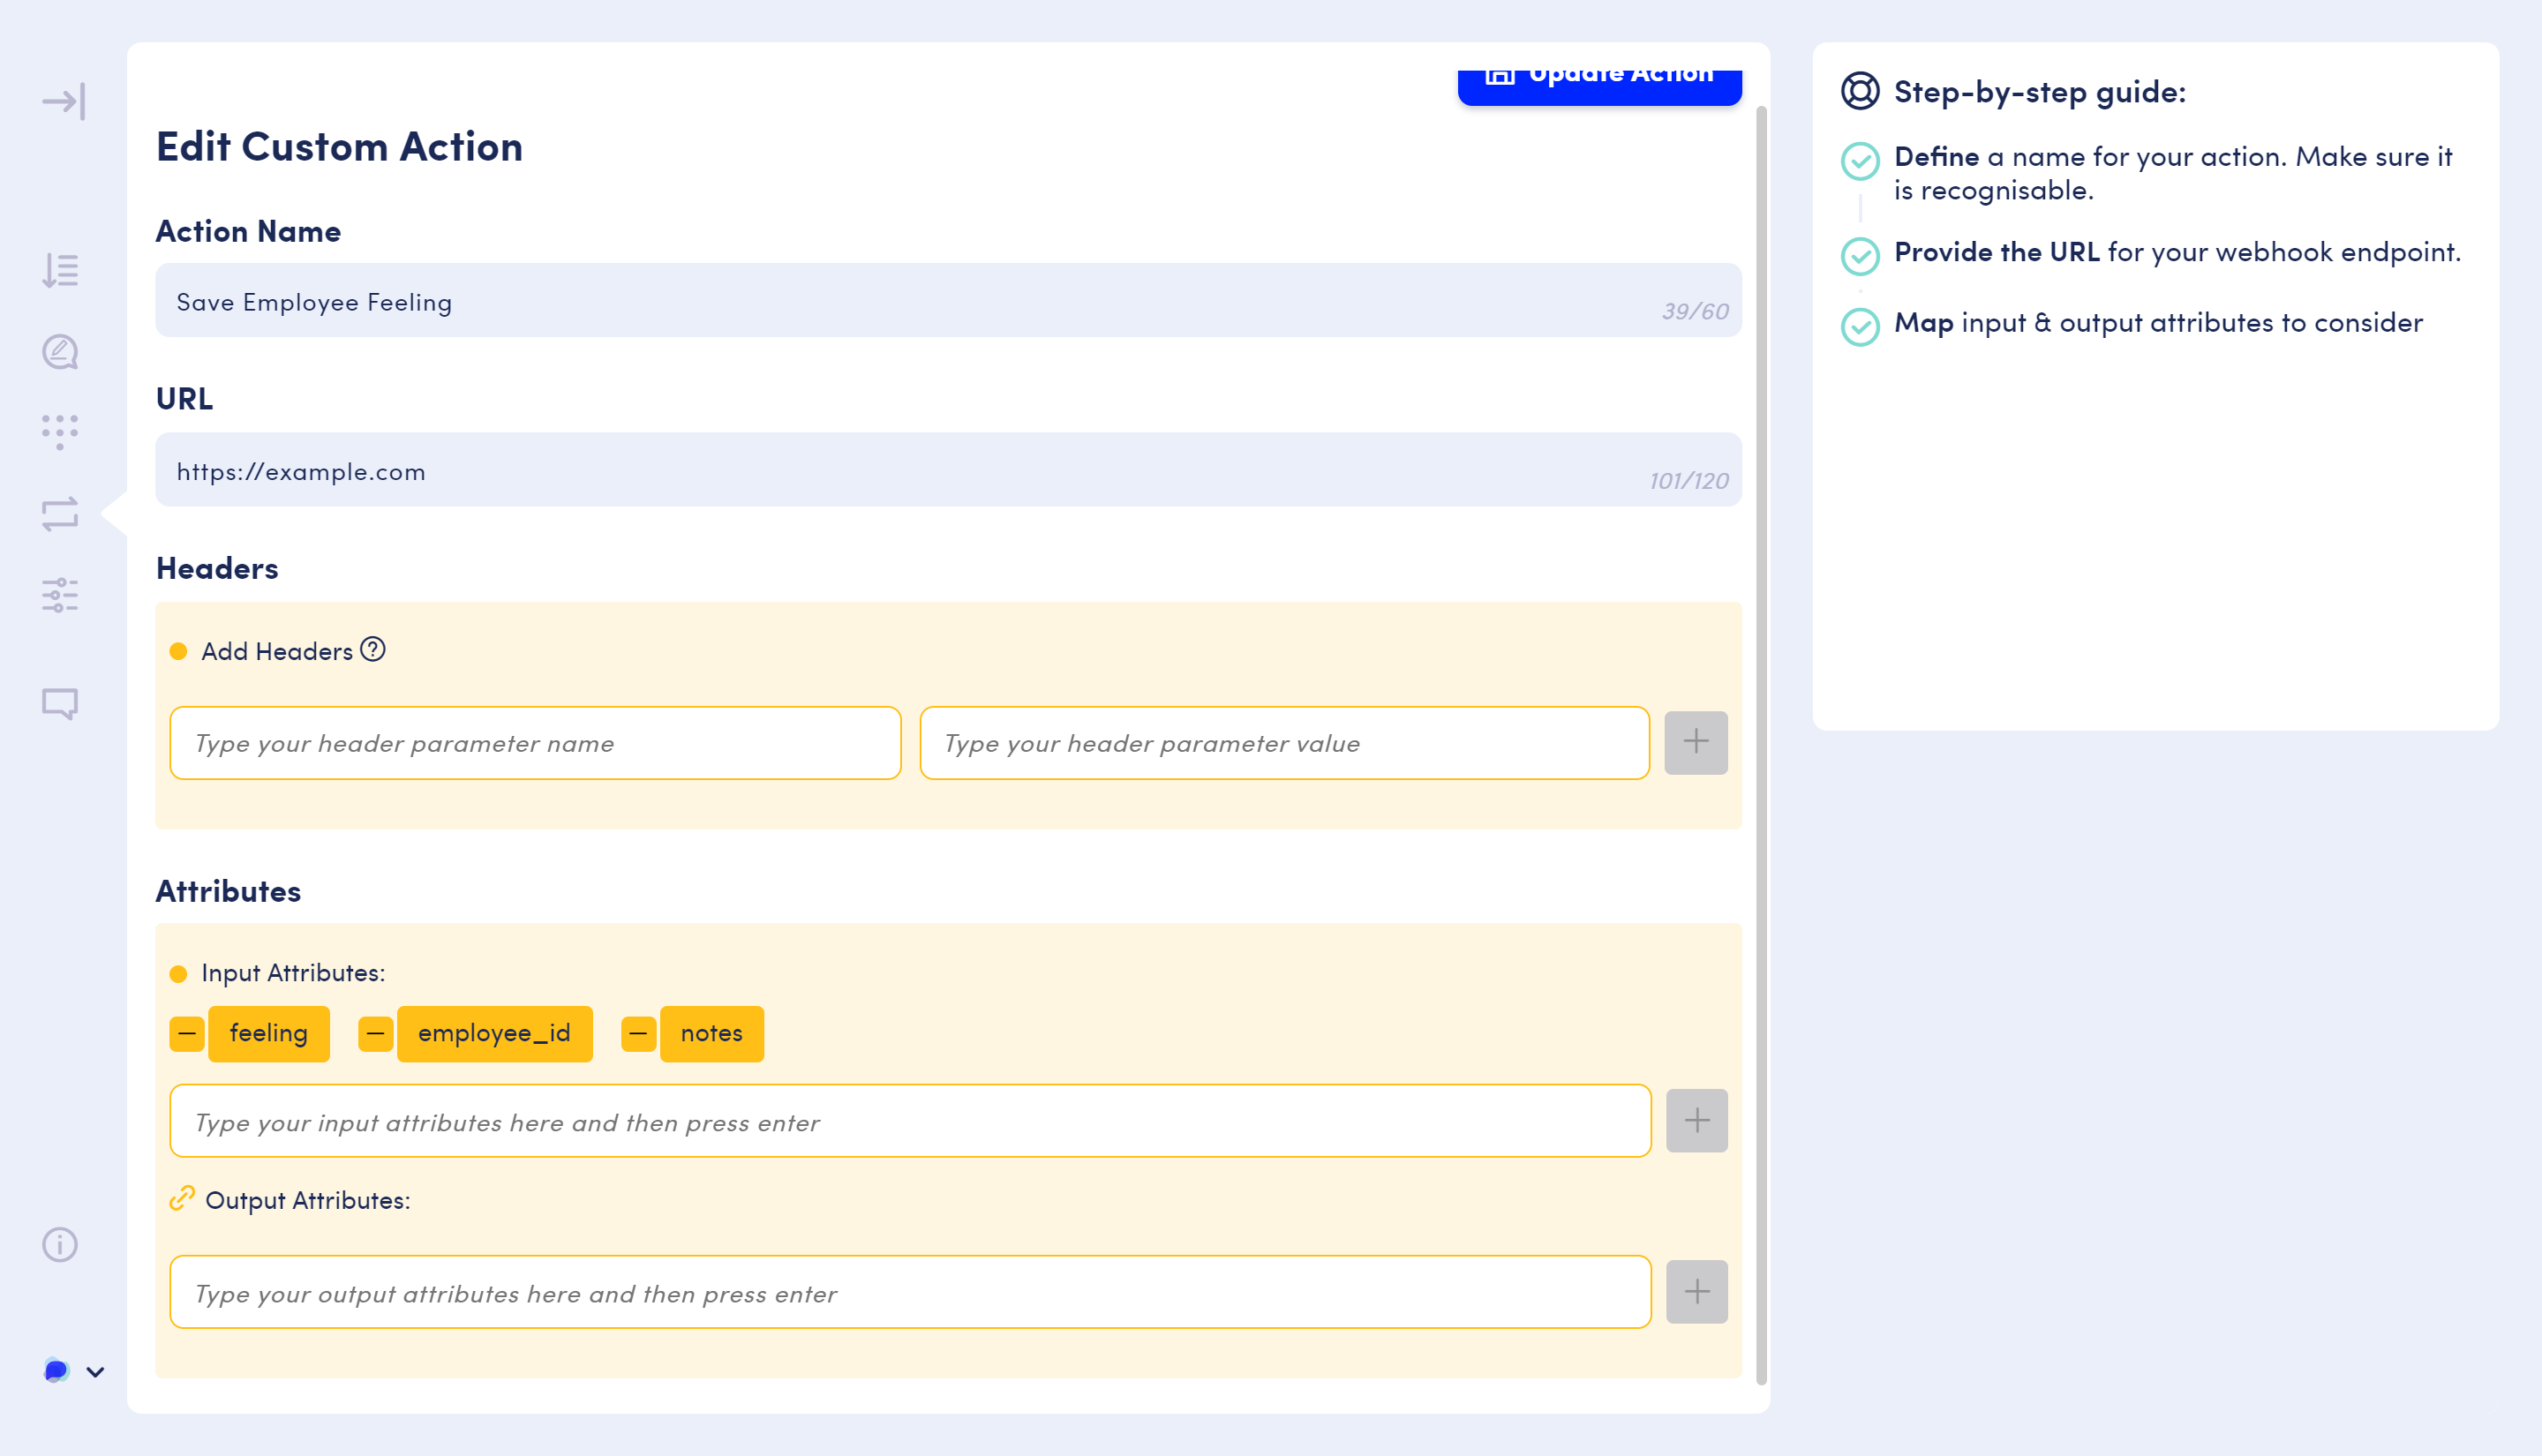 Update Action
Edit Custom Action
Action Name
Save Employee Feeling
39/60
URL
https://example.com
101/120
Headers
Add Headers
Type your header parameter name
Type your header parameter value
Attributes
Input Attributes:
feeling
employee_id
notes
Type your input attributes here and then press enter
Output Attributes:
Type your output attributes here and then press enter
Step-by-step guide:
Define a name for your action. Make sure it
is recognisable.
Provide the URL for your webhook endpoint.
Map input & output attributes to consider